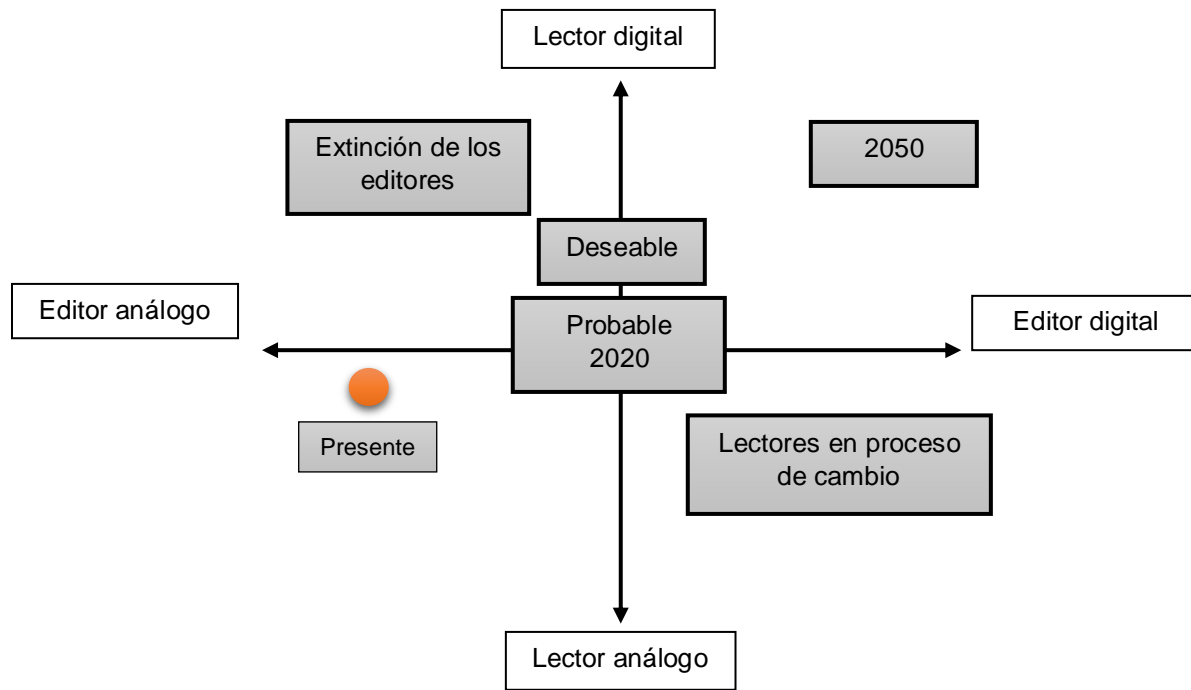 Lector digital
Extinción de los
editores
2050
Deseable
Editor análogo
Probable
2020
Editor digital
Presente
Lectores en proceso
de cambio
Lector análogo